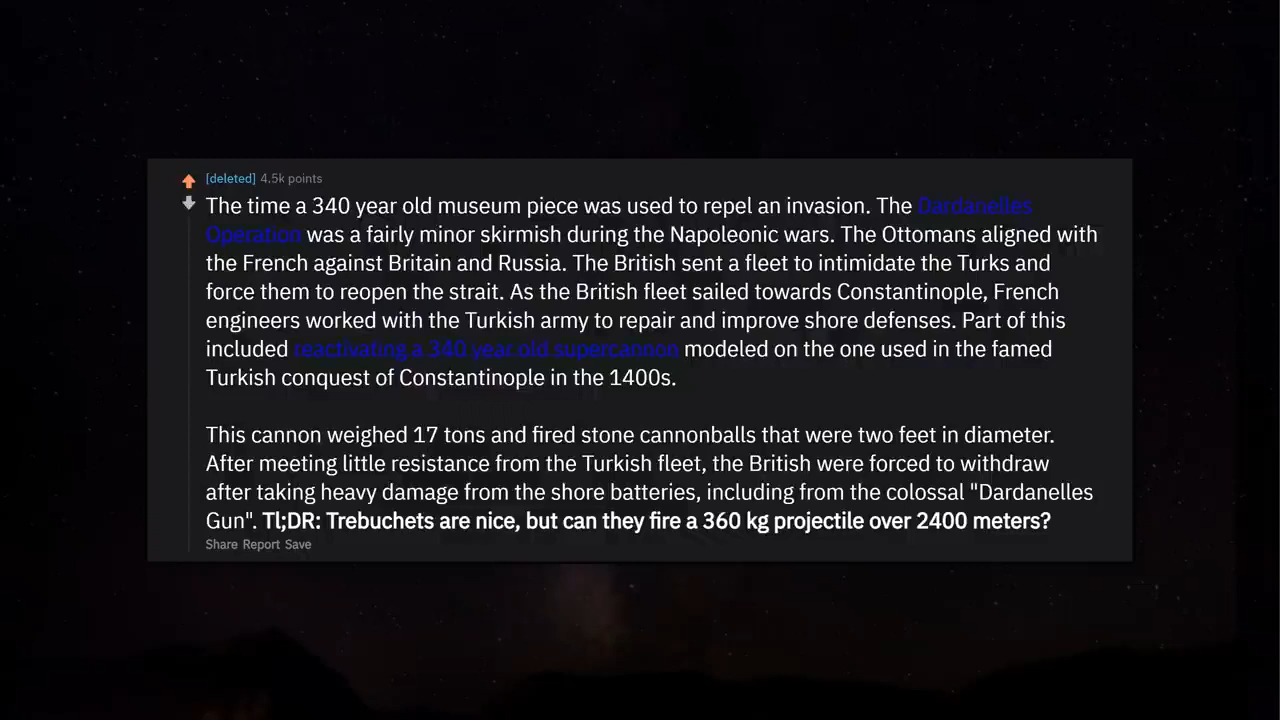 [deleted] 4.5k points
The time a 340 year old museum piece was used to repel an invasion. The Dardanelles
Operation was a fairly minor skirmish during the Napoleonic wars. The Ottomans aligned with
the French against Britain and Russia. The British sent a fleet to intimidate the Turks and
force them to reopen the strait. As the British fleet sailed towards Constantinople, French
engineers worked with the Turkish army to repair and improve shore defenses. Part of this
included reactivating a 340 year old supercannon modeled on the one used in the famed
Turkish conquest of Constantinople in the 1400s.
This cannon weighed 17 tons and fired stone cannonballs that were two feet in diameter.
After meeting little resistance from the Turkish fleet, the British were forced to withdraw
after taking heavy damage from the shore batteries, including from the colossal "Dardanelles
Gun". Tl;DR: Trebuchets are nice, but can they fire a 360 kg projectile over 2400 meters?
Share Report Save